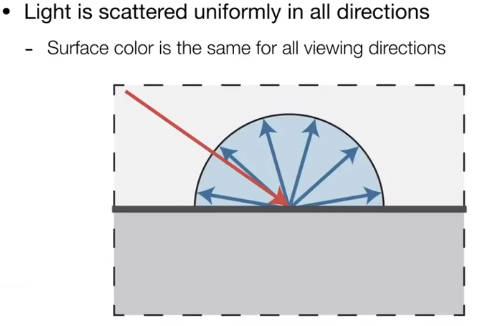 • Light is scattered uniformly in all directions
- Surface color is the same for all viewing directions